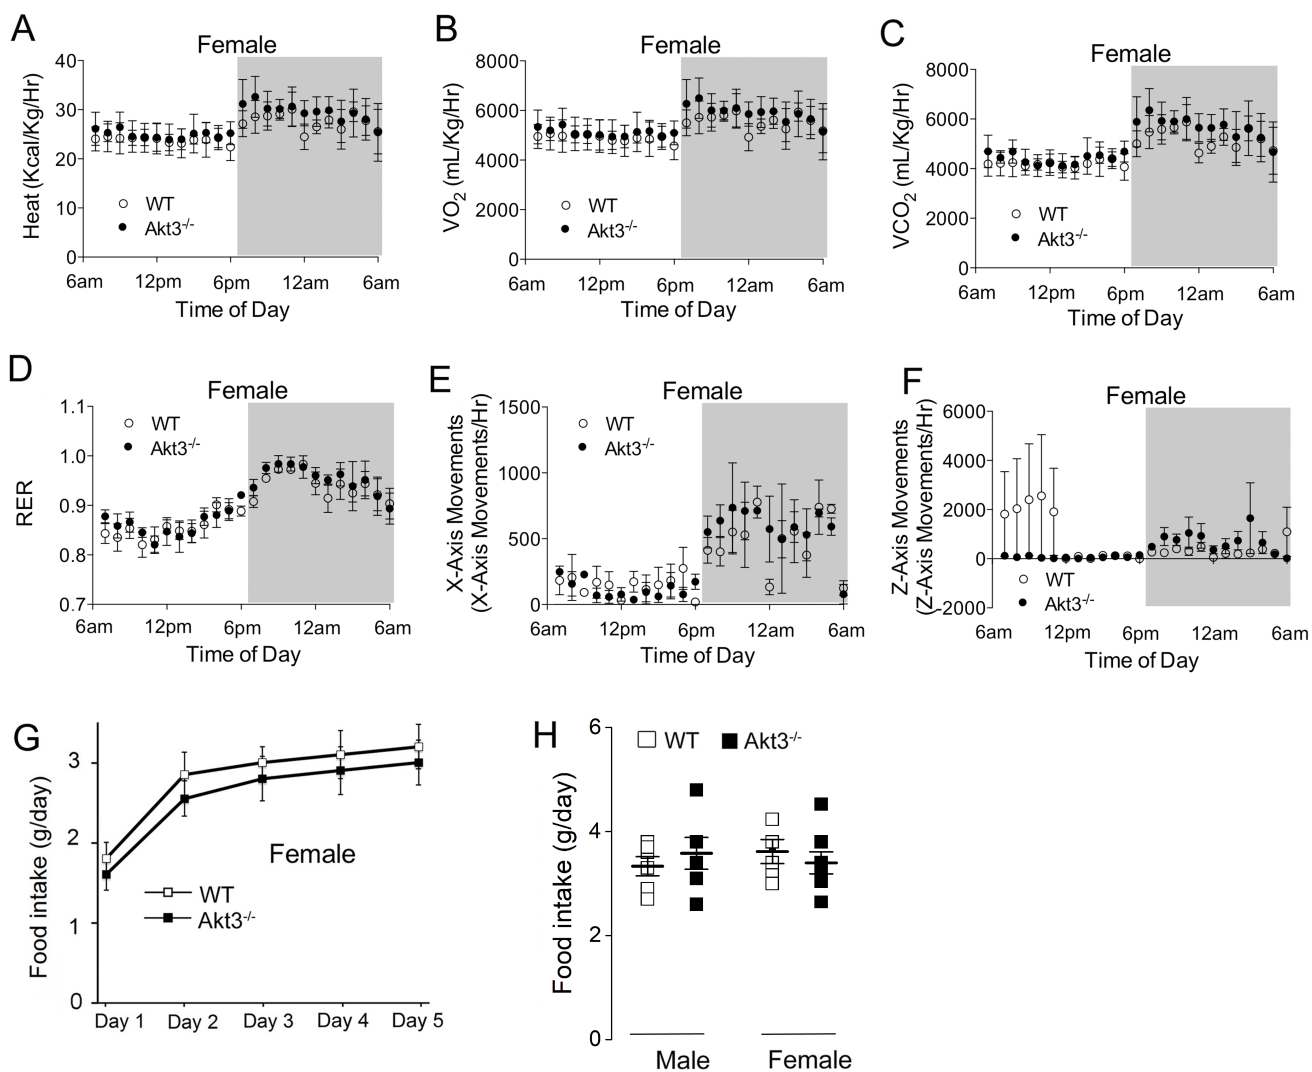 A
Female
Heat (Kcal/Kg/Hr)
40
30
20
10
0
WT
Akt3-/-
6am
12pm
6pm
12am
6am
Time of Day
B
Female
VO2 (mL/Kg/Hr)
8000
6000
4000
2000
0
WT
Akt3-/-
6am
12pm
6pm
12am
6am
Time of Day
C
Female
VCO2 (mL/Kg/Hr)
8000
6000
4000
2000
0
WT
Akt3-/-
6am
12pm
6pm
12am
6am
Time of Day
D
Female
RER
1.1
1.0
0.9
0.8
0.7
WT
Akt3-/-
6am
12pm
6pm
12am
6am
Time of Day
E
Female
X-Axis Movements
(X-Axis Movements/Hr)
1500
1000
500
0
WT
Akt3-/-
6am
12pm
6pm
12am
6am
Time of Day
F
Female
Z-Axis Movements
(Z-Axis Movements/Hr)
6000
4000
2000
0
-2000
WT
Akt3-/-
6am
12pm
6pm
12am
6am
Time of Day
G
Food intake (g/day)
3
2
1
0
Female
WT
Akt3-/-
Day 1
Day 2
Day 3
Day 4
Day 5
H
Food intake (g/day)
6
4
2
0
WT
Akt3-/-
Male
Female